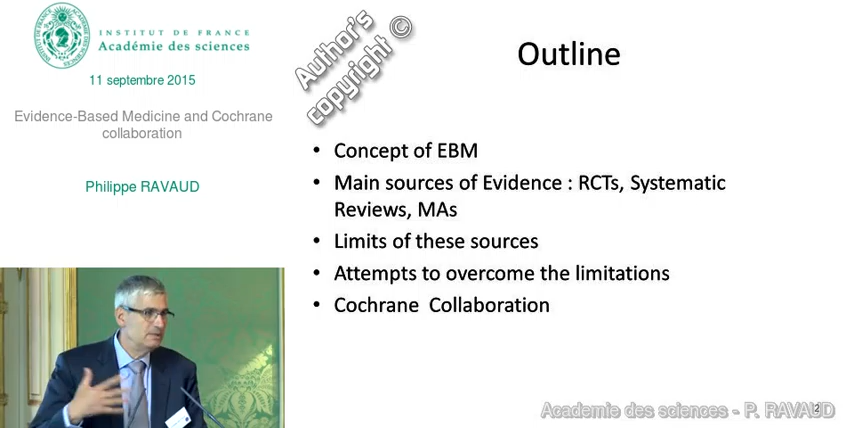 INSTITUT DE FRANCE
Académie des sciences
11 septembre 2015
Evidence-Based Medicine and Cochrane
collaboration
Philippe RAVAUD
Author's
copyright ©
Outline
• Concept of EBM
• Main sources of Evidence : RCTs, Systematic
Reviews, MAs
• Limits of these sources
• Attempts to overcome the limitations
• Cochrane Collaboration
Academie des sciences - P. RAVAUD
2